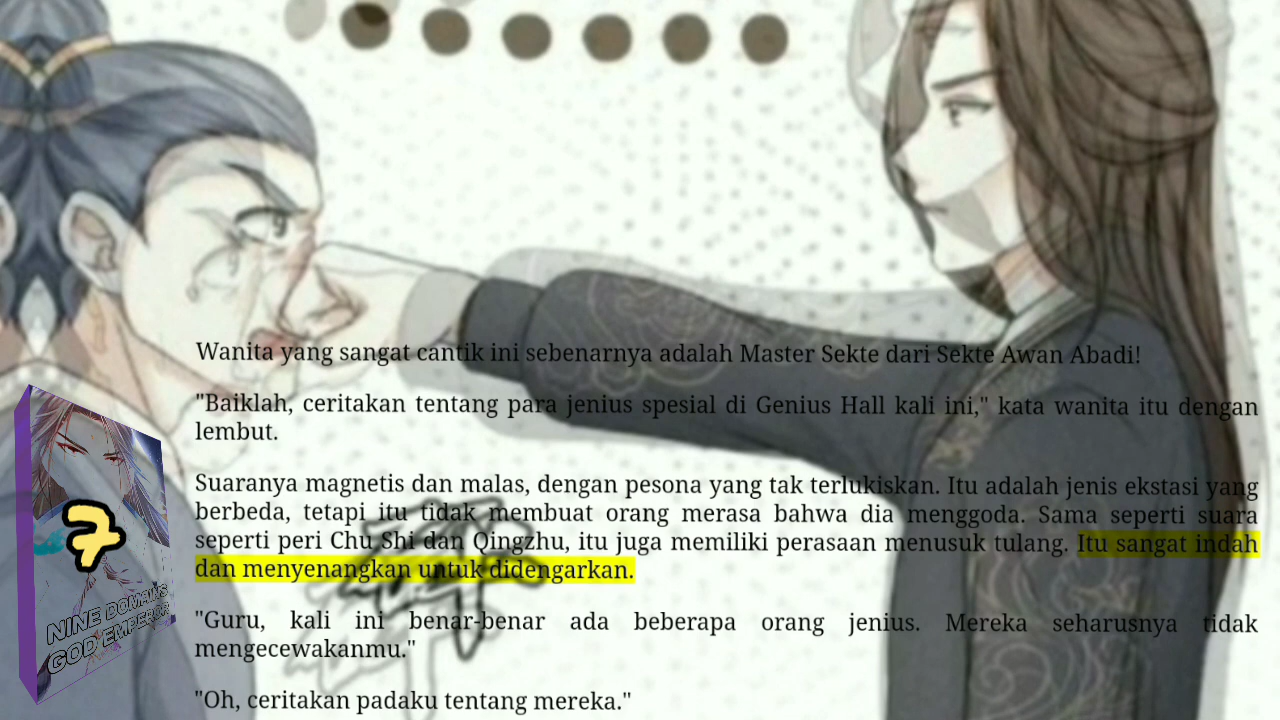 Wanita yang sangat cantik ini sebenarnya adalah Master Sekte dari Sekte Awan Abadi!
"Baiklah, ceritakan tentang para jenius spesial di Genius Hall kali ini," kata wanita itu dengan
lembut.
Suaranya magnetis dan malas, dengan pesona yang tak terlukiskan. Itu adalah jenis ekstasi yang
berbeda, tetapi itu tidak membuat orang merasa bahwa dia menggoda. Sama seperti suara
seperti peri Chu Shi dan Qingzhu, itu juga memiliki perasaan menusuk tulang. Itu sangat indah
dan menyenangkan untuk didengarkan.
"Guru, kali ini benar-benar ada beberapa orang jenius. Mereka seharusnya tidak
mengecewakanmu."
"Oh, ceritakan padaku tentang mereka."
7
NINE DOMAINS
GOD EMPEROR